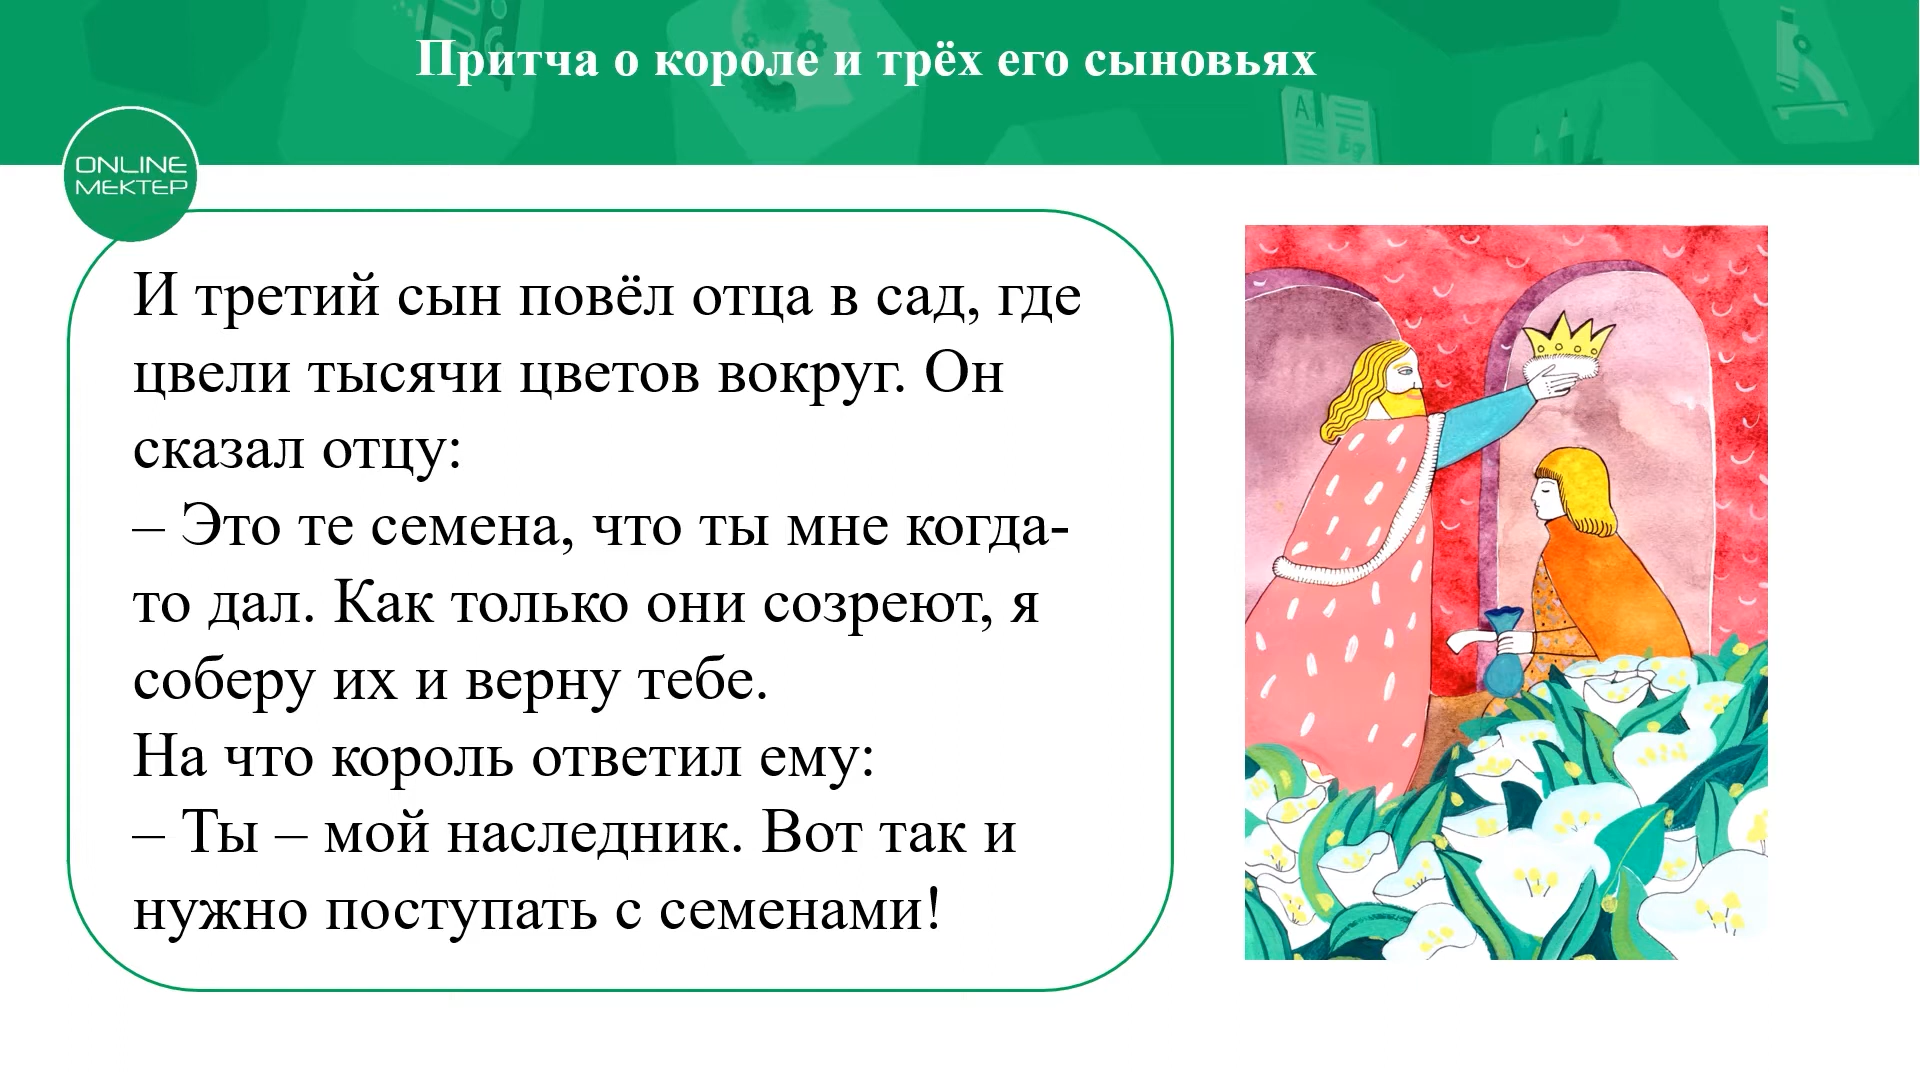 Притча о короле и трёх его сыновьях
ONLINE
МЕКТЕР
И третий сын повёл отца в сад, где
цвели тысячи цветов вокруг. Он
сказал отцу:
– Это те семена, что ты мне когда-
то дал. Как только они созреют, я
соберу их и верну тебе.
На что король ответил ему:
– Ты – мой наследник. Вот так и
нужно поступать с семенами!
A